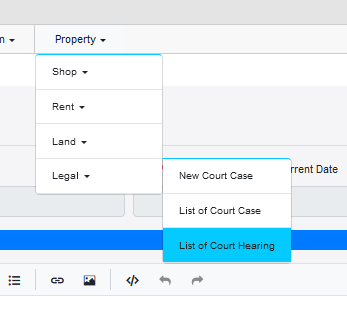 Property
Shop
Rent
Land
Legal
New Court Case
rrent Date
List of Court Case
List of Court Hearing